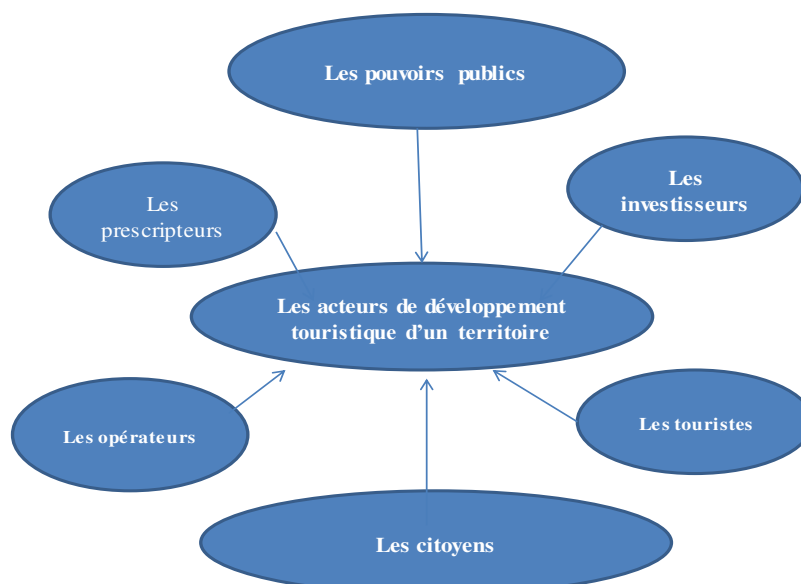 Les pouvoirs publics
Les
investisseurs
Les
prescripteurs
Les acteurs de développement
touristique d’un territoire
Les opérateurs
Les touristes
Les citoyens